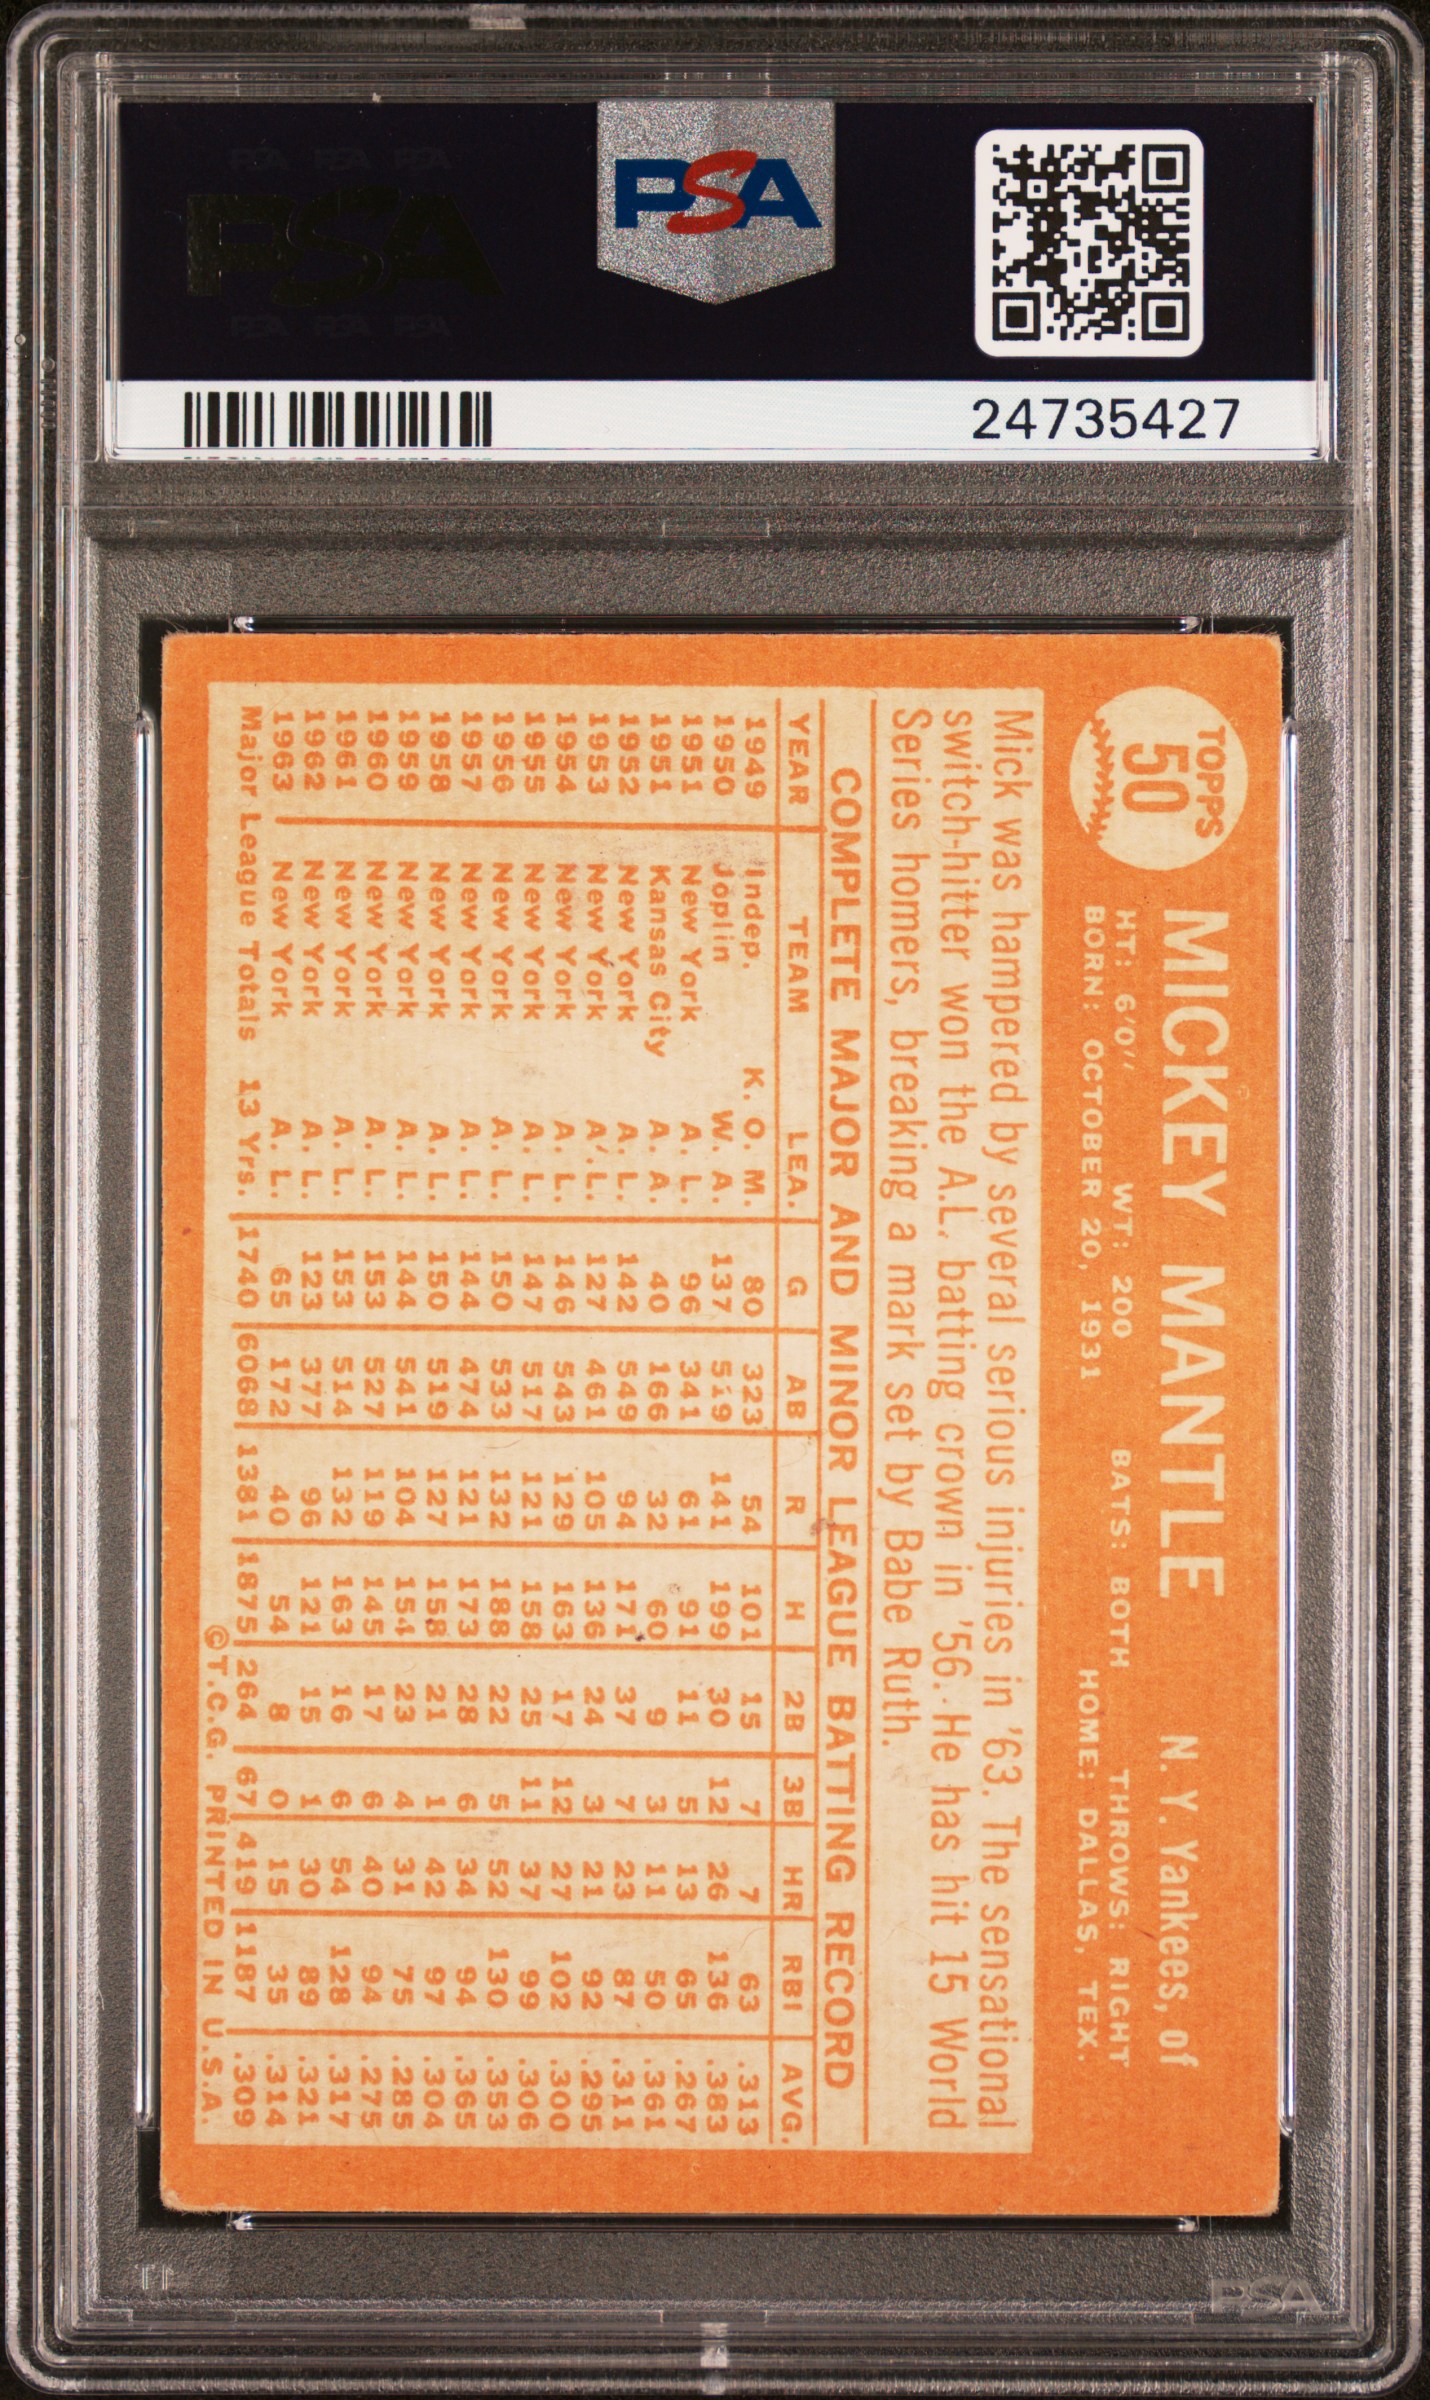 PSA PSA PSA
PSA
PSA PSA PSA
PSA
24735427
TOPPS
50
MICKEY MANTLE N. Y. Yankees, of
HT: 6'0'' WT: 200 BATS: BOTH THROWS: RIGHT
BORN: OCTOBER 20, 1931 HOME: DALLAS, TEX.
Mick was hampered by several serious injuries in '63. The sensational
switch-hitter won the A.L. batting crown in '56. He has hit 15 World
Series homers, breaking a mark set by Babe Ruth.
COMPLETE MAJOR AND MINOR LEAGUE BATTING RECORD
YEAR TEAM LEA. G AB R H 2B 3B HR RBI AVG.
1949 Indep. K. O. M. 80 323 54 101 15 7 7 63 .313
1950 Joplin W. A. 137 519 141 199 30 12 26 136 .383
1951 New York A. L. 96 341 61 91 11 5 13 65 .267
1951 Kansas City A. A. 40 166 32 60 9 3 11 50 .361
1952 New York A. L. 142 549 94 171 37 7 23 87 .311
1953 New York A. L. 127 461 105 136 24 3 21 92 .295
1954 New York A. L. 146 543 129 163 17 12 27 102 .300
1955 New York A. L. 147 517 121 158 25 11 37 99 .306
1956 New York A. L. 150 533 132 188 22 5 52 130 .353
1957 New York A. L. 144 474 121 173 28 6 34 94 .365
1958 New York A. L. 150 519 127 158 21 1 42 97 .304
1959 New York A. L. 144 541 104 154 23 4 31 75 .285
1960 New York A. L. 153 527 119 145 17 6 40 94 .275
1961 New York A. L. 153 514 132 163 16 6 54 128 .317
1962 New York A. L. 123 377 96 121 15 1 30 89 .321
1963 New York A. L. 65 172 40 54 8 0 15 35 .314
Major League Totals 13 Yrs. 1740 6068 1381 1875 264 67 419 1187 .309
©T.C.G. PRINTED IN U.S.A.
PSA